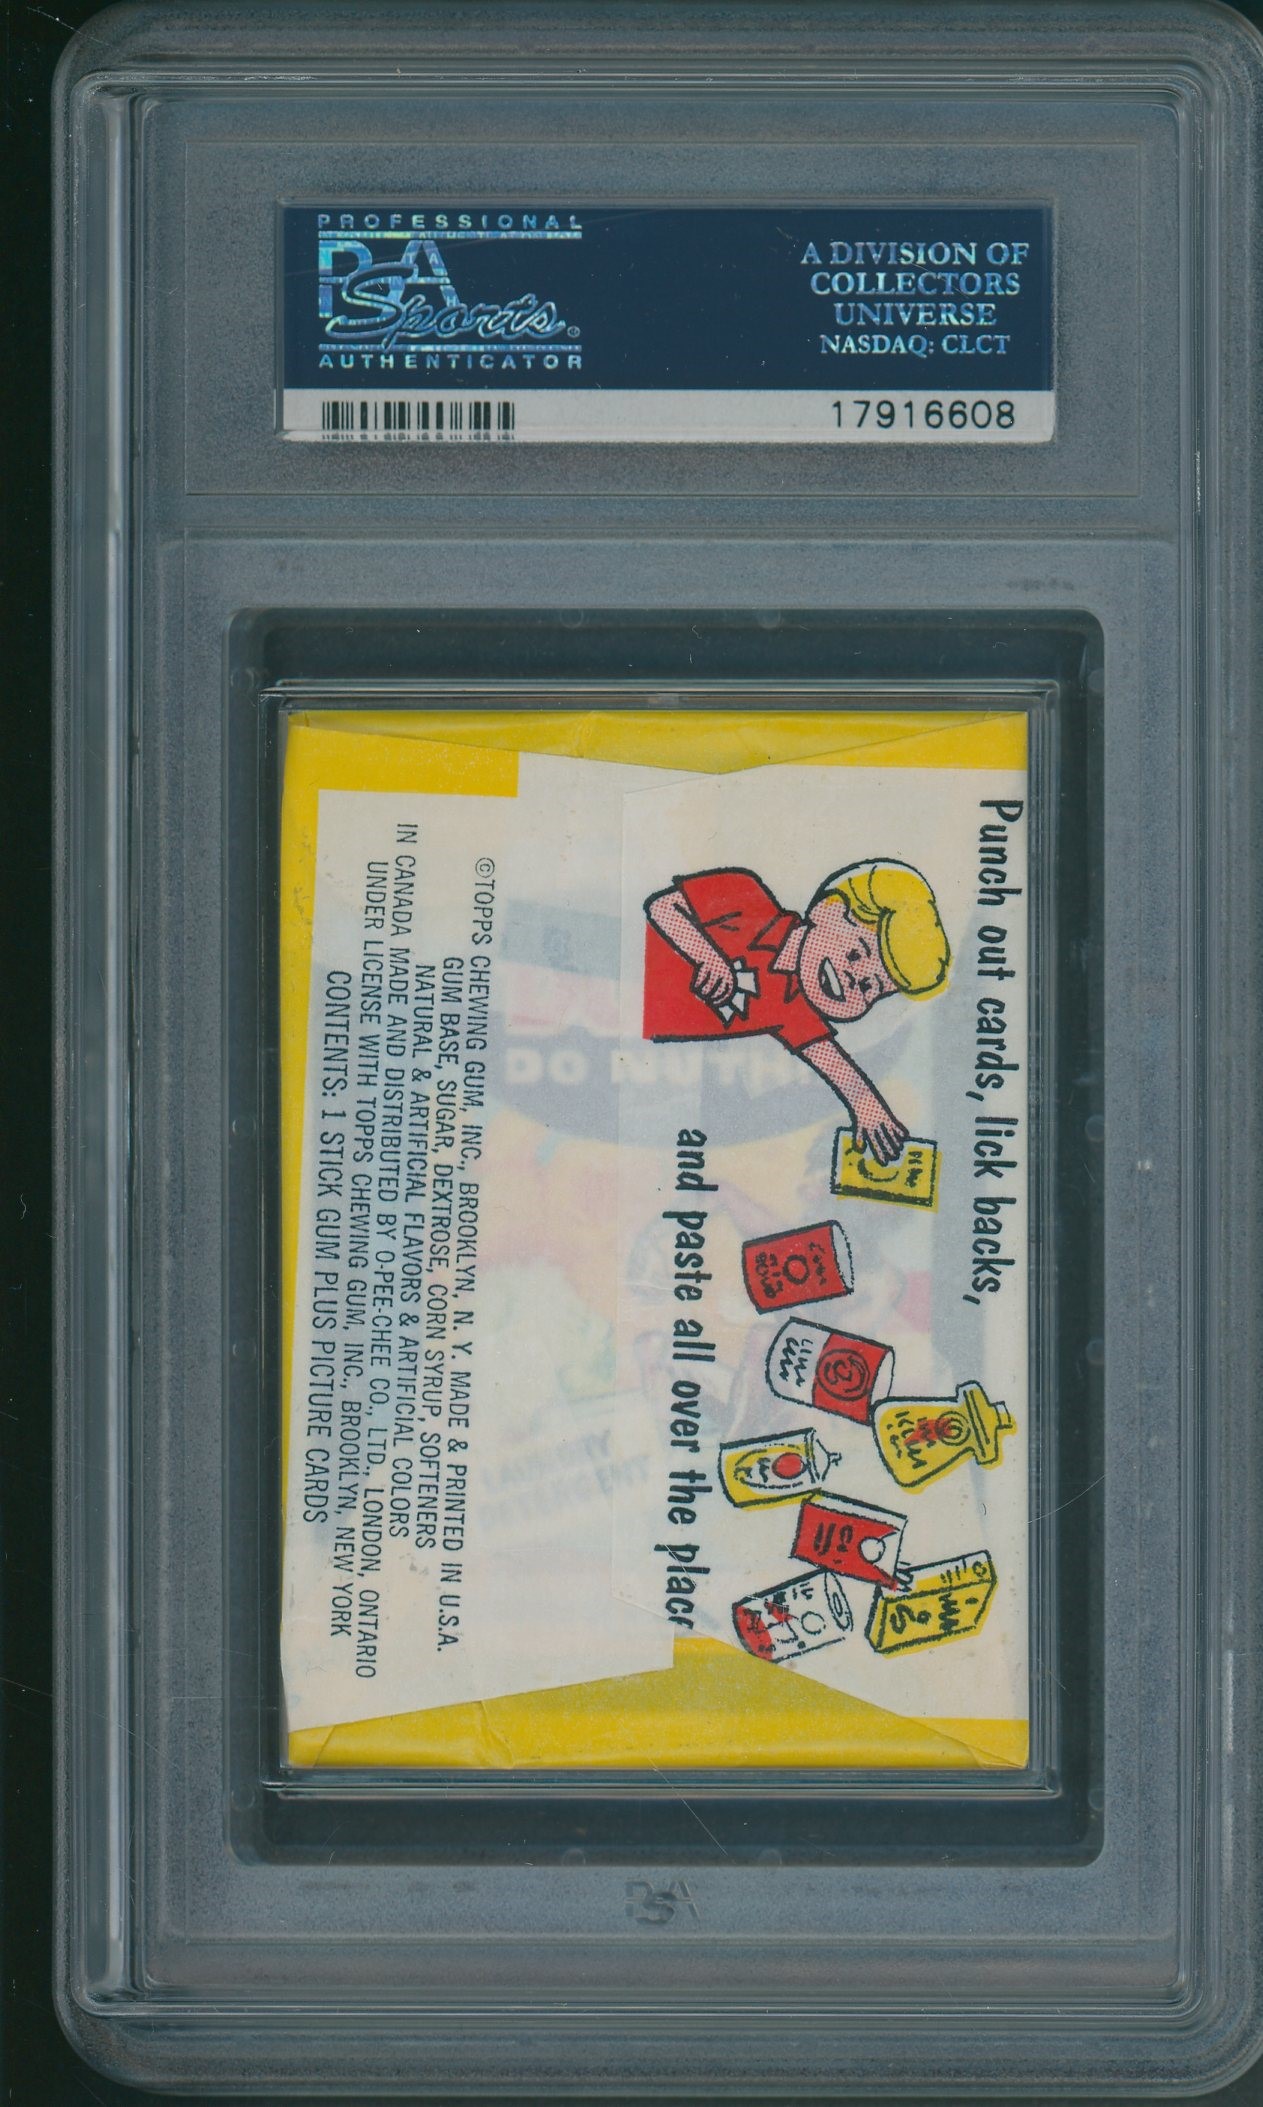 PROFESSIONAL
PSA
Sports
AUTHENTICATOR
A DIVISION OF
COLLECTORS
UNIVERSE
NASDAQ: CLCT
17916608
Punch out cards, lick backs,
and paste all over the place
©TOPPS CHEWING GUM, INC., BROOKLYN, N. Y. MADE & PRINTED IN U.S.A.
GUM BASE, SUGAR, DEXTROSE, CORN SYRUP, SOFTENERS
NATURAL & ARTIFICIAL FLAVORS & ARTIFICIAL COLORS
IN CANADA MADE AND DISTRIBUTED BY O-PEE-CHEE CO., LTD., LONDON, ONTARIO
UNDER LICENSE WITH TOPPS CHEWING GUM, INC., BROOKLYN, NEW YORK
CONTENTS: 1 STICK GUM PLUS PICTURE CARDS
PSA